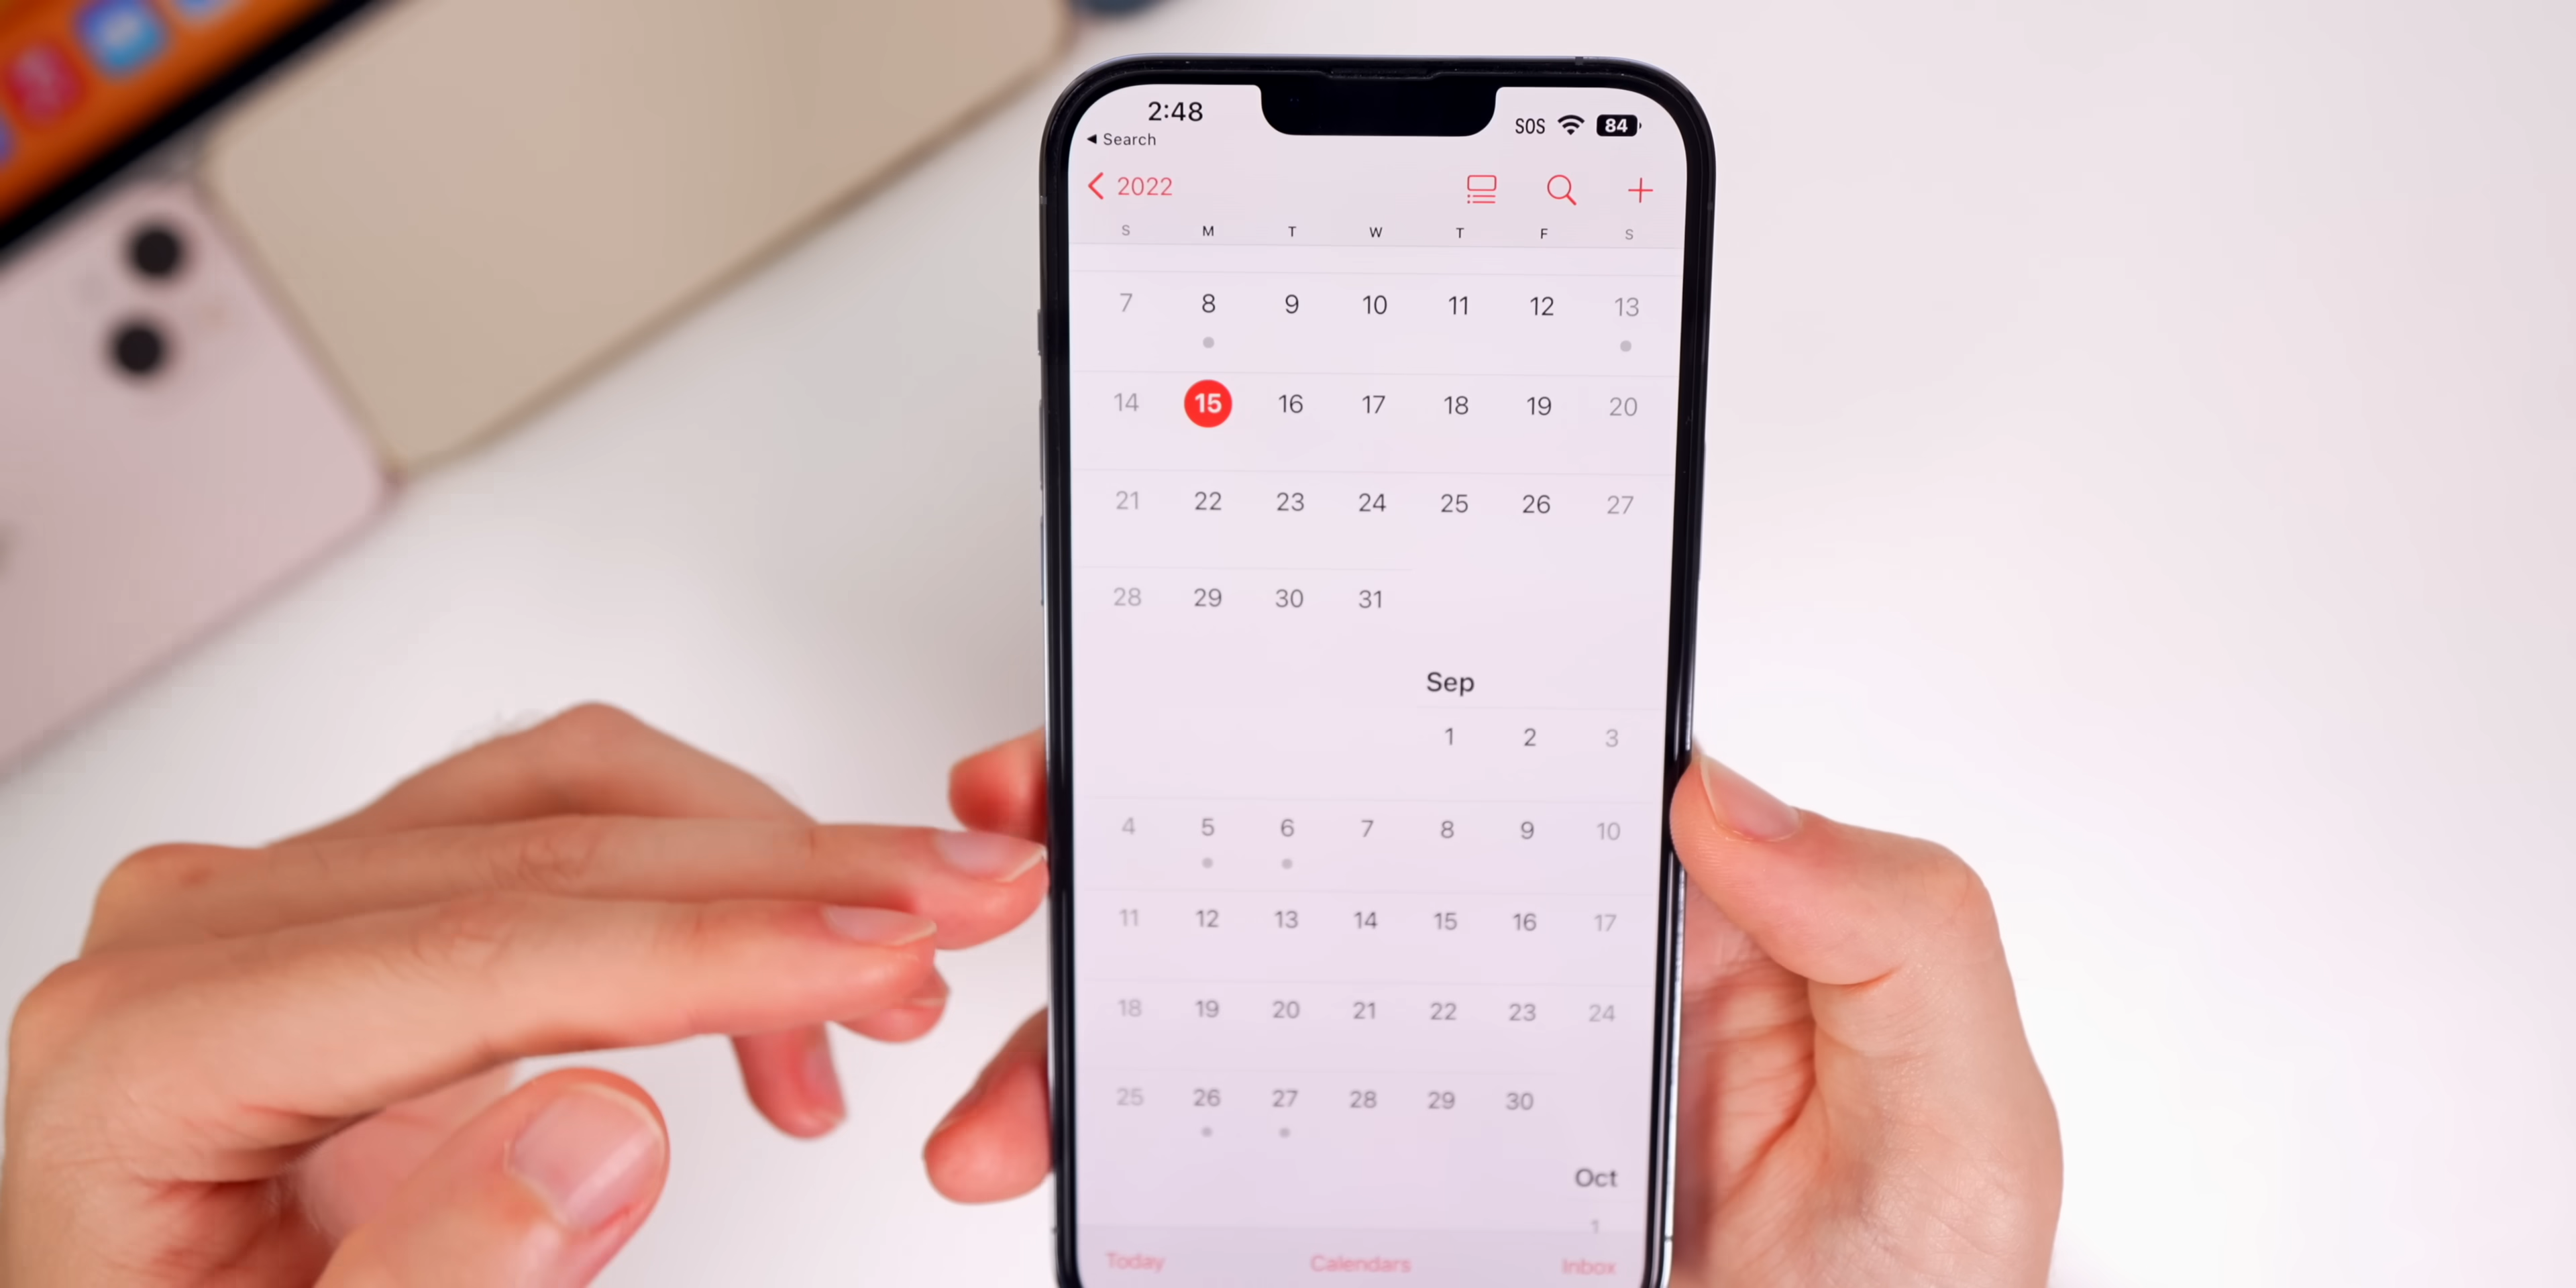 2:48 SOS 84
◀ Search
2022
S M T W T F S
7 8 9 10 11 12 13
14 15 16 17 18 19 20
21 22 23 24 25 26 27
28 29 30 31
Sep
1 2 3
4 5 6 7 8 9 10
11 12 13 14 15 16 17
18 19 20 21 22 23 24
25 26 27 28 29 30
Oct
1
Today Calendars Inbox